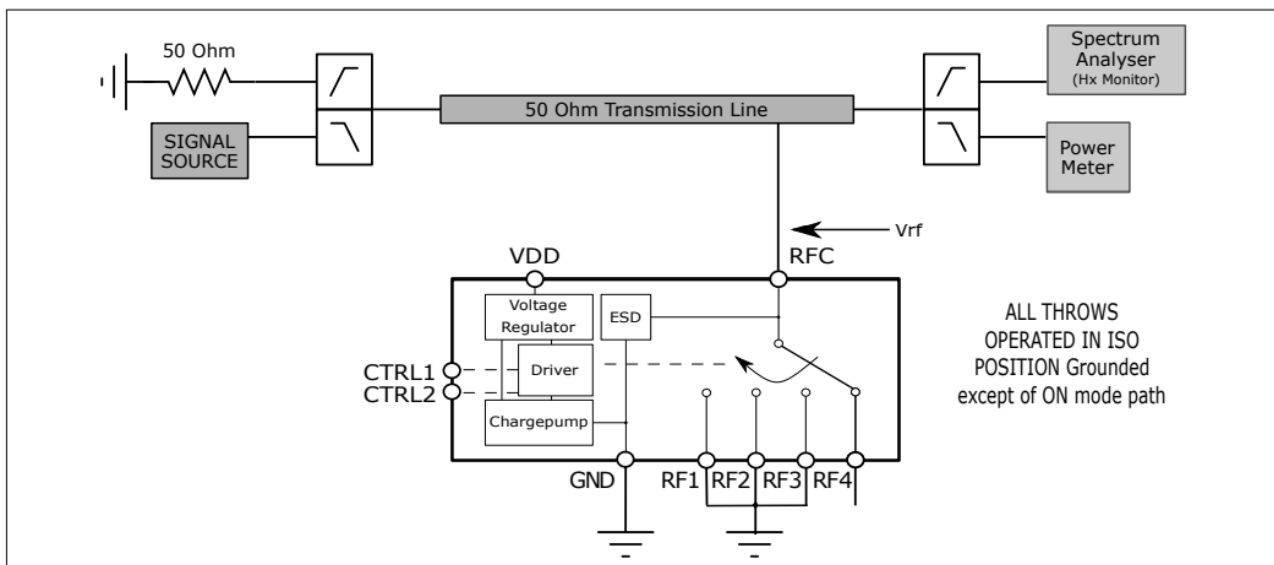 50 Ohm
SIGNAL
SOURCE
50 Ohm Transmission Line
Spectrum
Analyser
(Hx Monitor)
Power
Meter
Vrf
VDD
RFC
Voltage
Regulator
ESD
Driver
Chargepump
CTRL1
CTRL2
ALL THROWS
OPERATED IN ISO
POSITION Grounded
except of ON mode path
GND
RF1
RF2
RF3
RF4